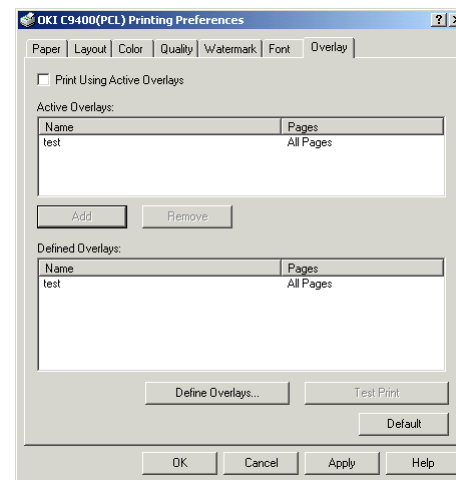 OKI C9400(PCL) Printing Preferences
Paper Layout Color Quality Watermark Font Overlay
Print Using Active Overlays
Active Overlays:
Name Pages
test All Pages
Add Remove
Defined Overlays:
Name Pages
test All Pages
Define Overlays... Test Print
Default
OK Cancel Apply Help